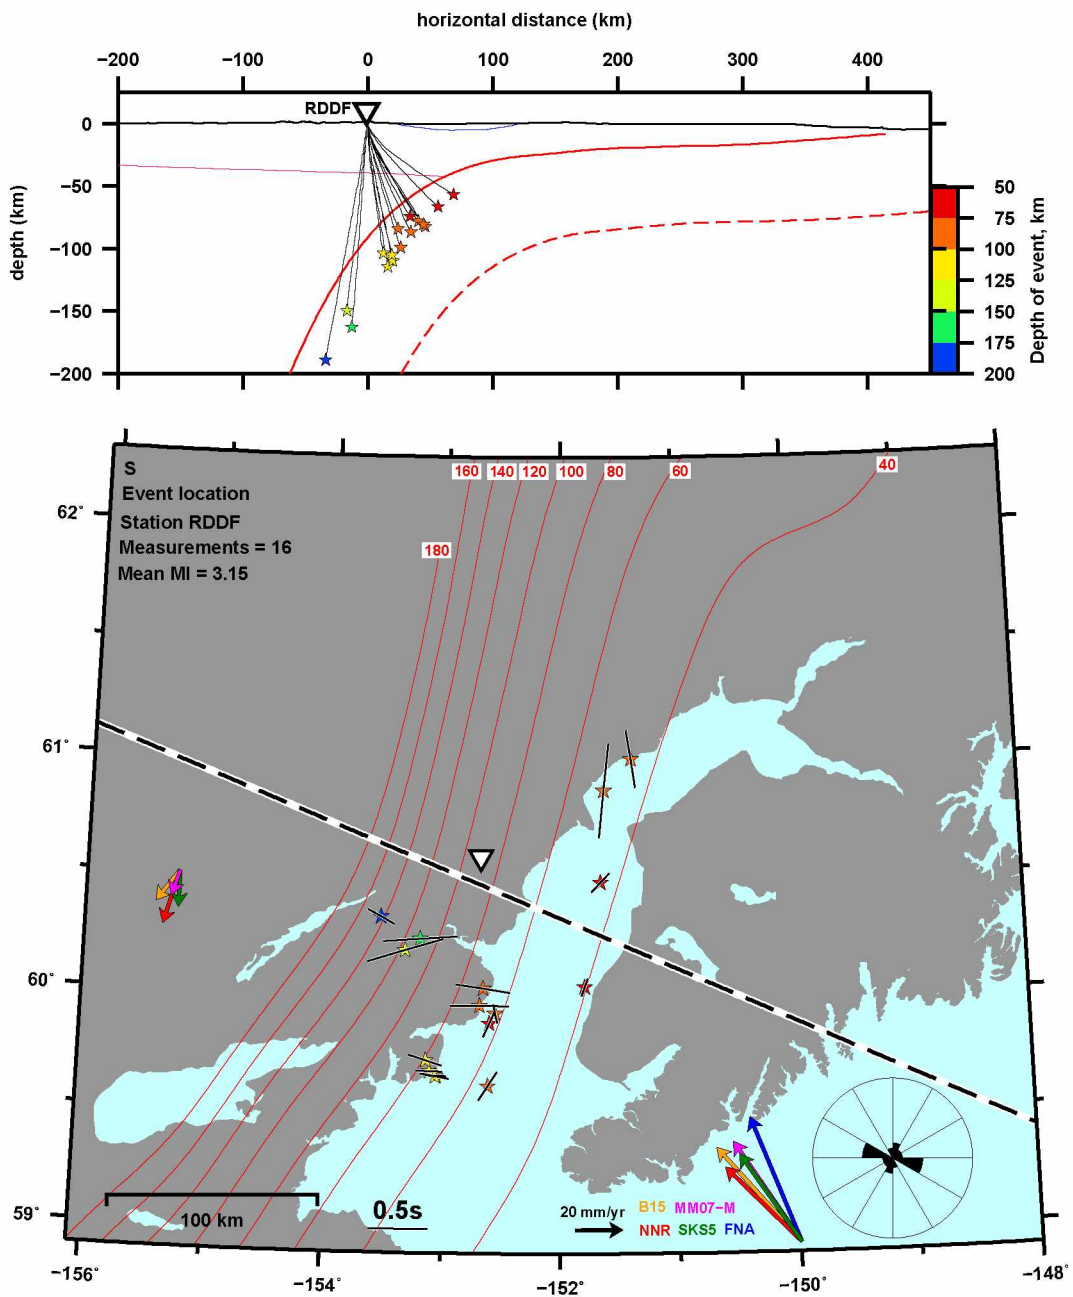 horizontal distance (km)
−200 −100 0 100 200 300 400
RDDF
0
−50
−100
−150
−200
depth (km)
50
75
100
125
150
175
200
Depth of event, km
S
Event location
Station RDDF
Measurements = 16
Mean MI = 3.15
160 140 120 100 80 60 40
180
62°
61°
60°
59°
100 km
0.5s
20 mm/yr
B15 MM07−M
NNR SKS5 FNA
−156° −154° −152° −150° −148°